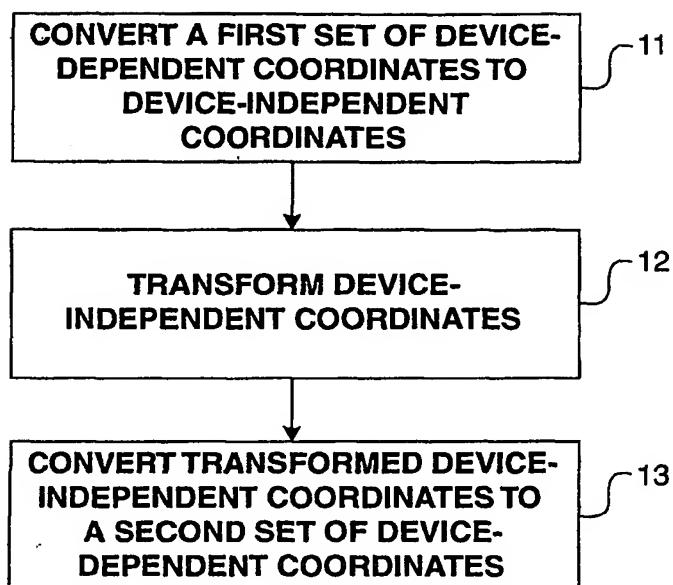 CONVERT A FIRST SET OF DEVICE-
DEPENDENT COORDINATES TO
DEVICE-INDEPENDENT
COORDINATES
11
TRANSFORM DEVICE-
INDEPENDENT COORDINATES
12
CONVERT TRANSFORMED DEVICE-
INDEPENDENT COORDINATES TO
A SECOND SET OF DEVICE-
DEPENDENT COORDINATES
13